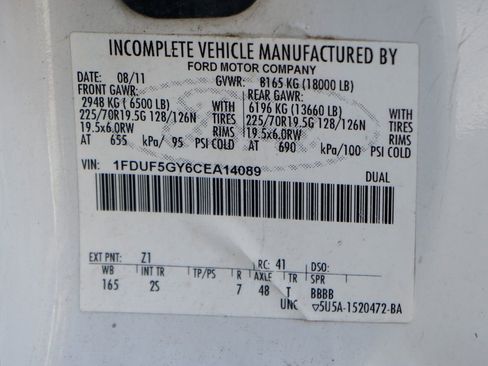 INCOMPLETE VEHICLE MANUFACTURED BY
FORD MOTOR COMPANY
DATE: 08/11 GVWR: 8165 KG (18000 LB)
FRONT GAWR: REAR GAWR:
2948 KG (6500 LB) WITH 6196 KG (13660 LB) WITH
225/70R19.5G 128/126N TIRES 225/70R19.5G 128/126N TIRES
19.5x6.0RW RIMS 19.5x6.0RW RIMS
AT 655 kPa/ 95 PSI COLD AT 690 kPa/100 PSI COLD
VIN: 1FDUF5GY6CEA14089 DUAL
EXT PNT: Z1 RC: 41 DSO:
WB INT TR TP/PS R AXLE TR SPR
165 2S 7 48 T BBBB
UNC ▽5U5A-1520472-BA